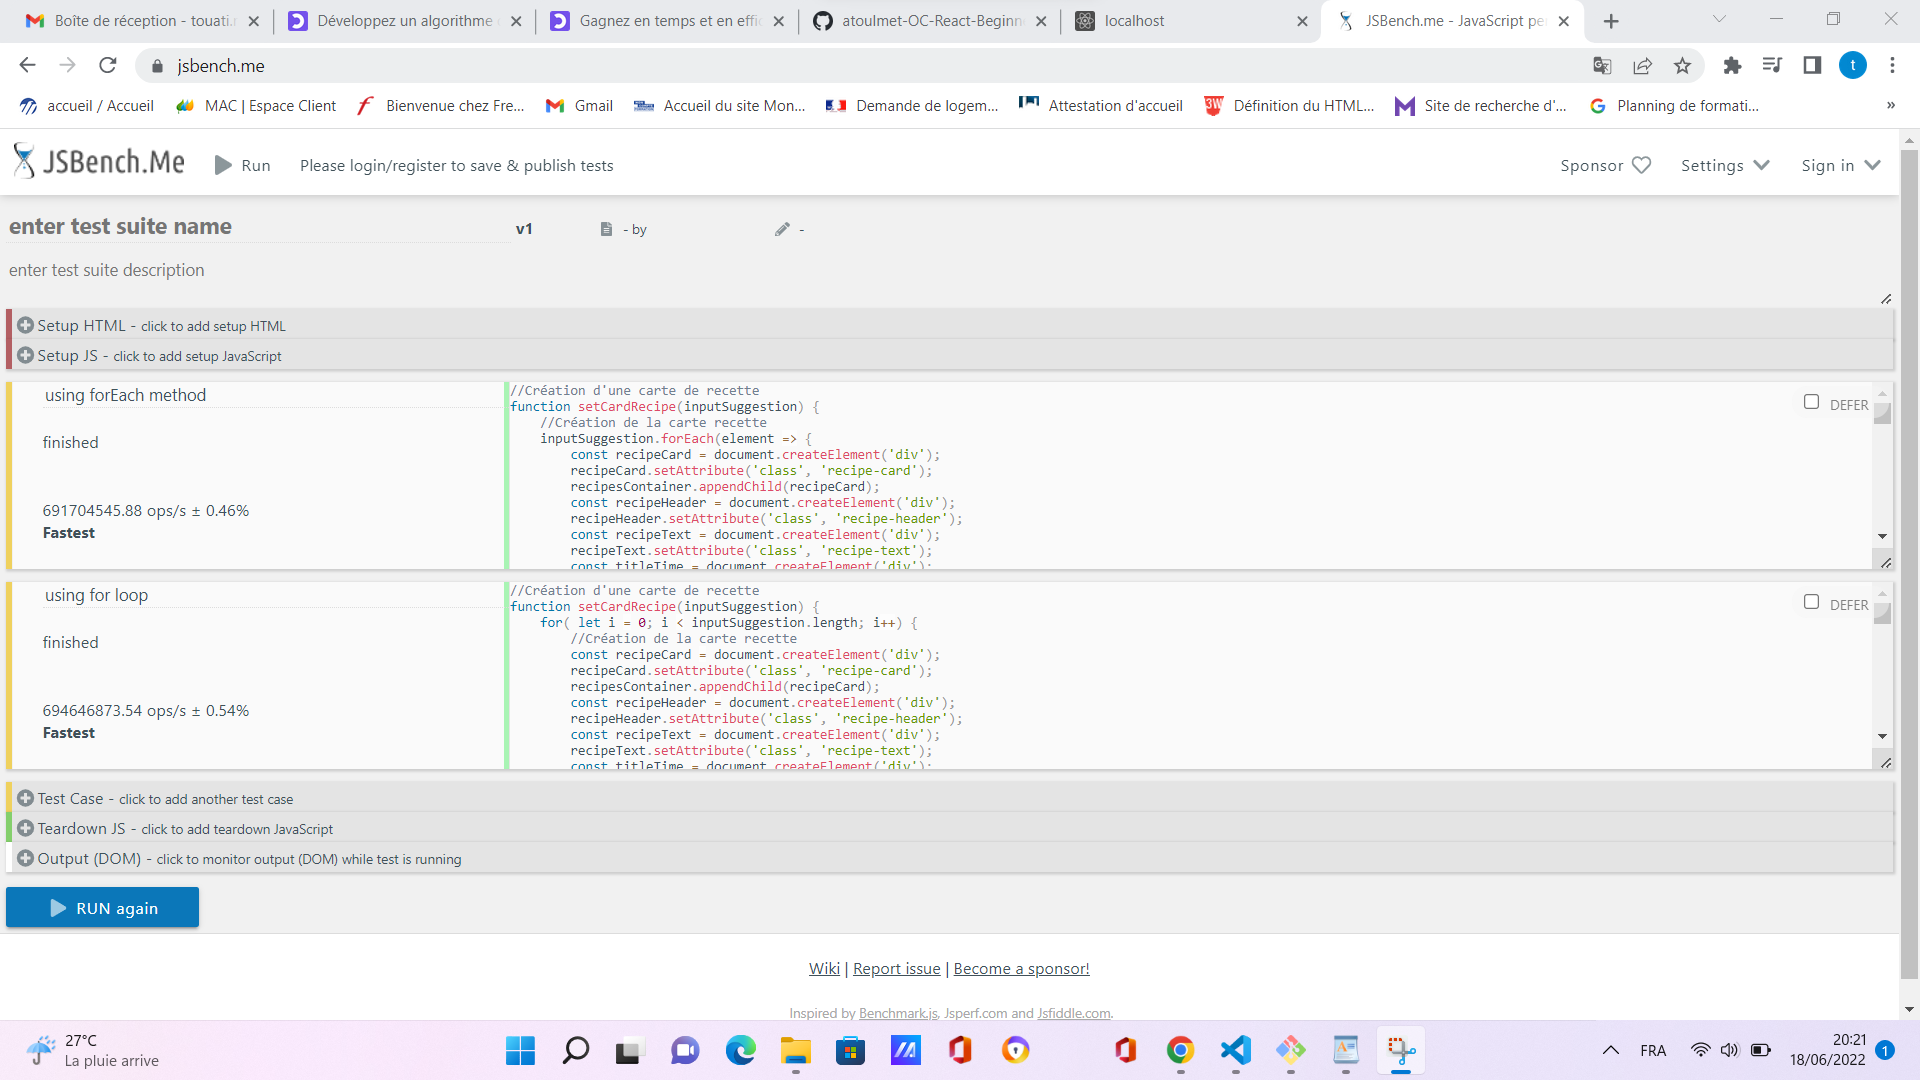 Boîte de réception - touati.r
Développez un algorithme
Gagnez en temps et en effi
atoulmet-OC-React-Beginn
localhost
JSBench.me - JavaScript pe
jsbench.me
t
accueil / Accueil
MAC | Espace Client
Bienvenue chez Fre...
Gmail
Accueil du site Mon...
Demande de logem...
Attestation d'accueil
Définition du HTML...
Site de recherche d'...
Planning de formati...
»
JSBench.Me
Run
Please login/register to save & publish tests
Sponsor
Settings
Sign in
enter test suite name
v1
- by
-
enter test suite description
Setup HTML - click to add setup HTML
Setup JS - click to add setup JavaScript
using forEach method
finished
691704545.88 ops/s ± 0.46%
Fastest
//Création d'une carte de recette
function setCardRecipe(inputSuggestion) {
//Création de la carte recette
inputSuggestion.forEach(element => {
const recipeCard = document.createElement('div');
recipeCard.setAttribute('class', 'recipe-card');
recipesContainer.appendChild(recipeCard);
const recipeHeader = document.createElement('div');
recipeHeader.setAttribute('class', 'recipe-header');
const recipeText = document.createElement('div');
recipeText.setAttribute('class', 'recipe-text');
const titleTime = document.createElement('div');
DEFER
using for loop
finished
694646873.54 ops/s ± 0.54%
Fastest
//Création d'une carte de recette
function setCardRecipe(inputSuggestion) {
for( let i = 0; i < inputSuggestion.length; i++) {
//Création de la carte recette
const recipeCard = document.createElement('div');
recipeCard.setAttribute('class', 'recipe-card');
recipesContainer.appendChild(recipeCard);
const recipeHeader = document.createElement('div');
recipeHeader.setAttribute('class', 'recipe-header');
const recipeText = document.createElement('div');
recipeText.setAttribute('class', 'recipe-text');
const titleTime = document.createElement('div');
DEFER
Test Case - click to add another test case
Teardown JS - click to add teardown JavaScript
Output (DOM) - click to monitor output (DOM) while test is running
RUN again
Wiki | Report issue | Become a sponsor!
Inspired by Benchmark.js, Jsperf.com and Jsfiddle.com.
27°C
La pluie arrive
FRA
20:21
18/06/2022
1